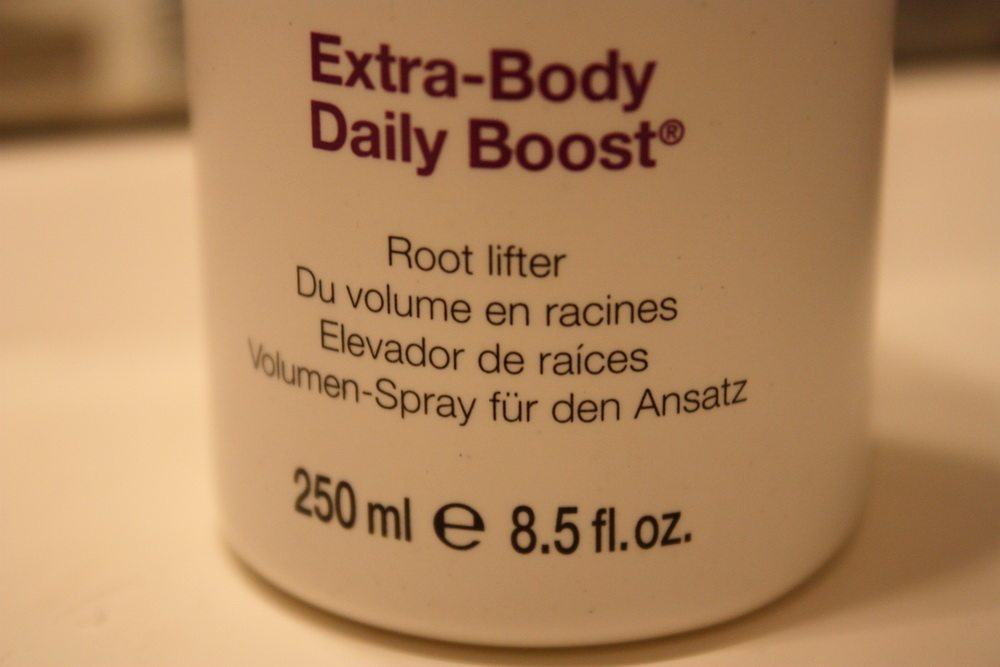 Extra-Body
Daily Boost®
Root lifter
Du volume en racines
Elevador de raíces
Volumen-Spray für den Ansatz
250 ml ℮ 8.5 fl.oz.